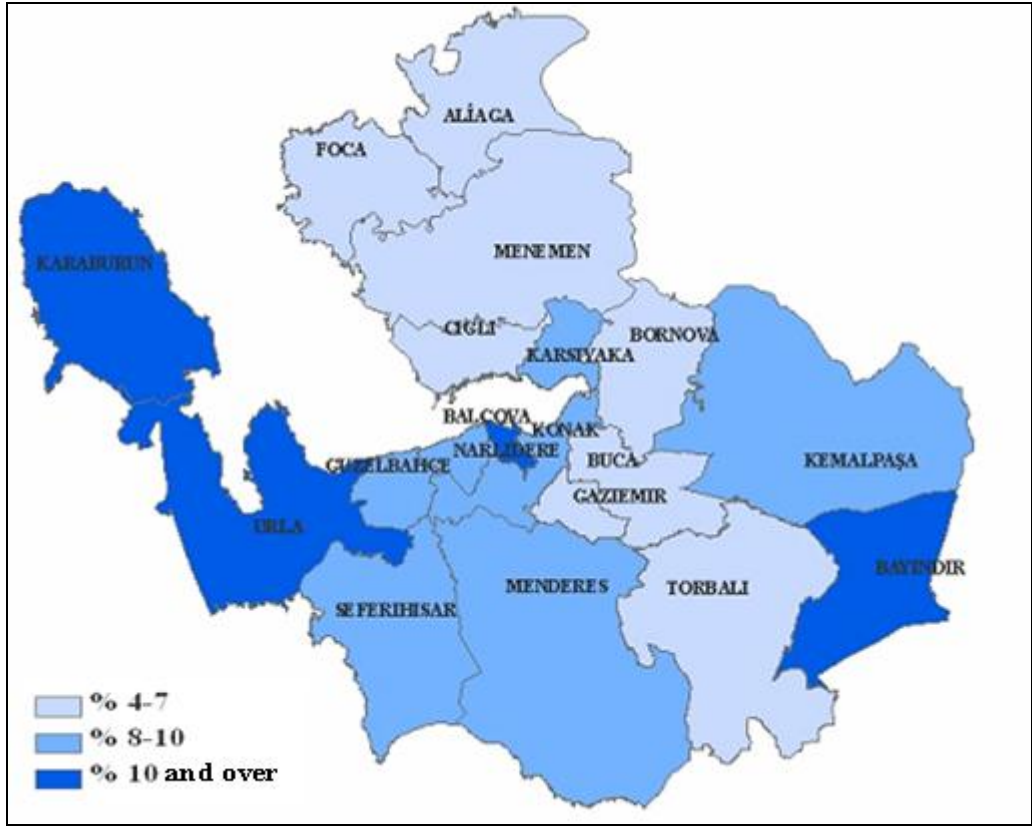 ALİAGA
FOCA
MENEMEN
KARABURUN
CIGLI
BORNOVA
KARSIYAKA
BALCOVA
KONAK
NARLIDERE
GUZELBAHCE
BUCA
KEMALPAŞA
GAZIEMIR
URLA
BAYINDIR
MENDERES
TORBALI
SEFERIHISAR
% 4-7
% 8-10
% 10 and over